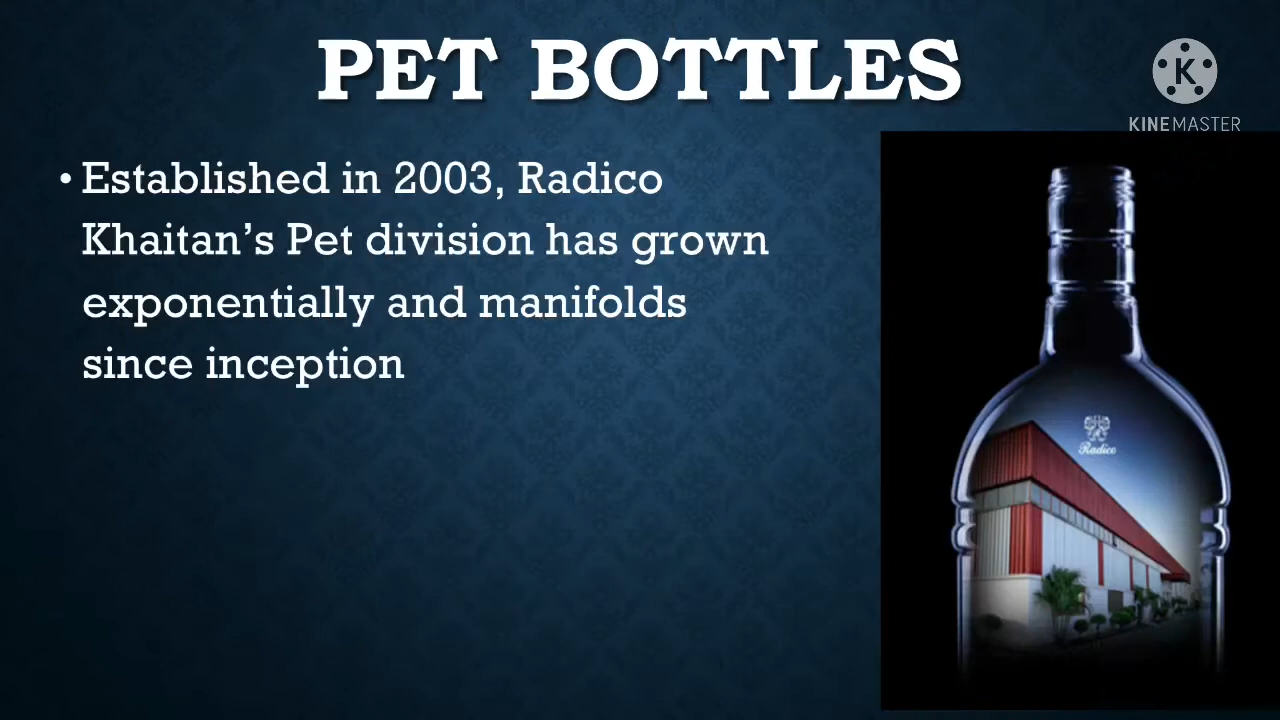 PET BOTTLES
K
KINEMASTER
• Established in 2003, Radico
Khaitan’s Pet division has grown
exponentially and manifolds
since inception
Radico